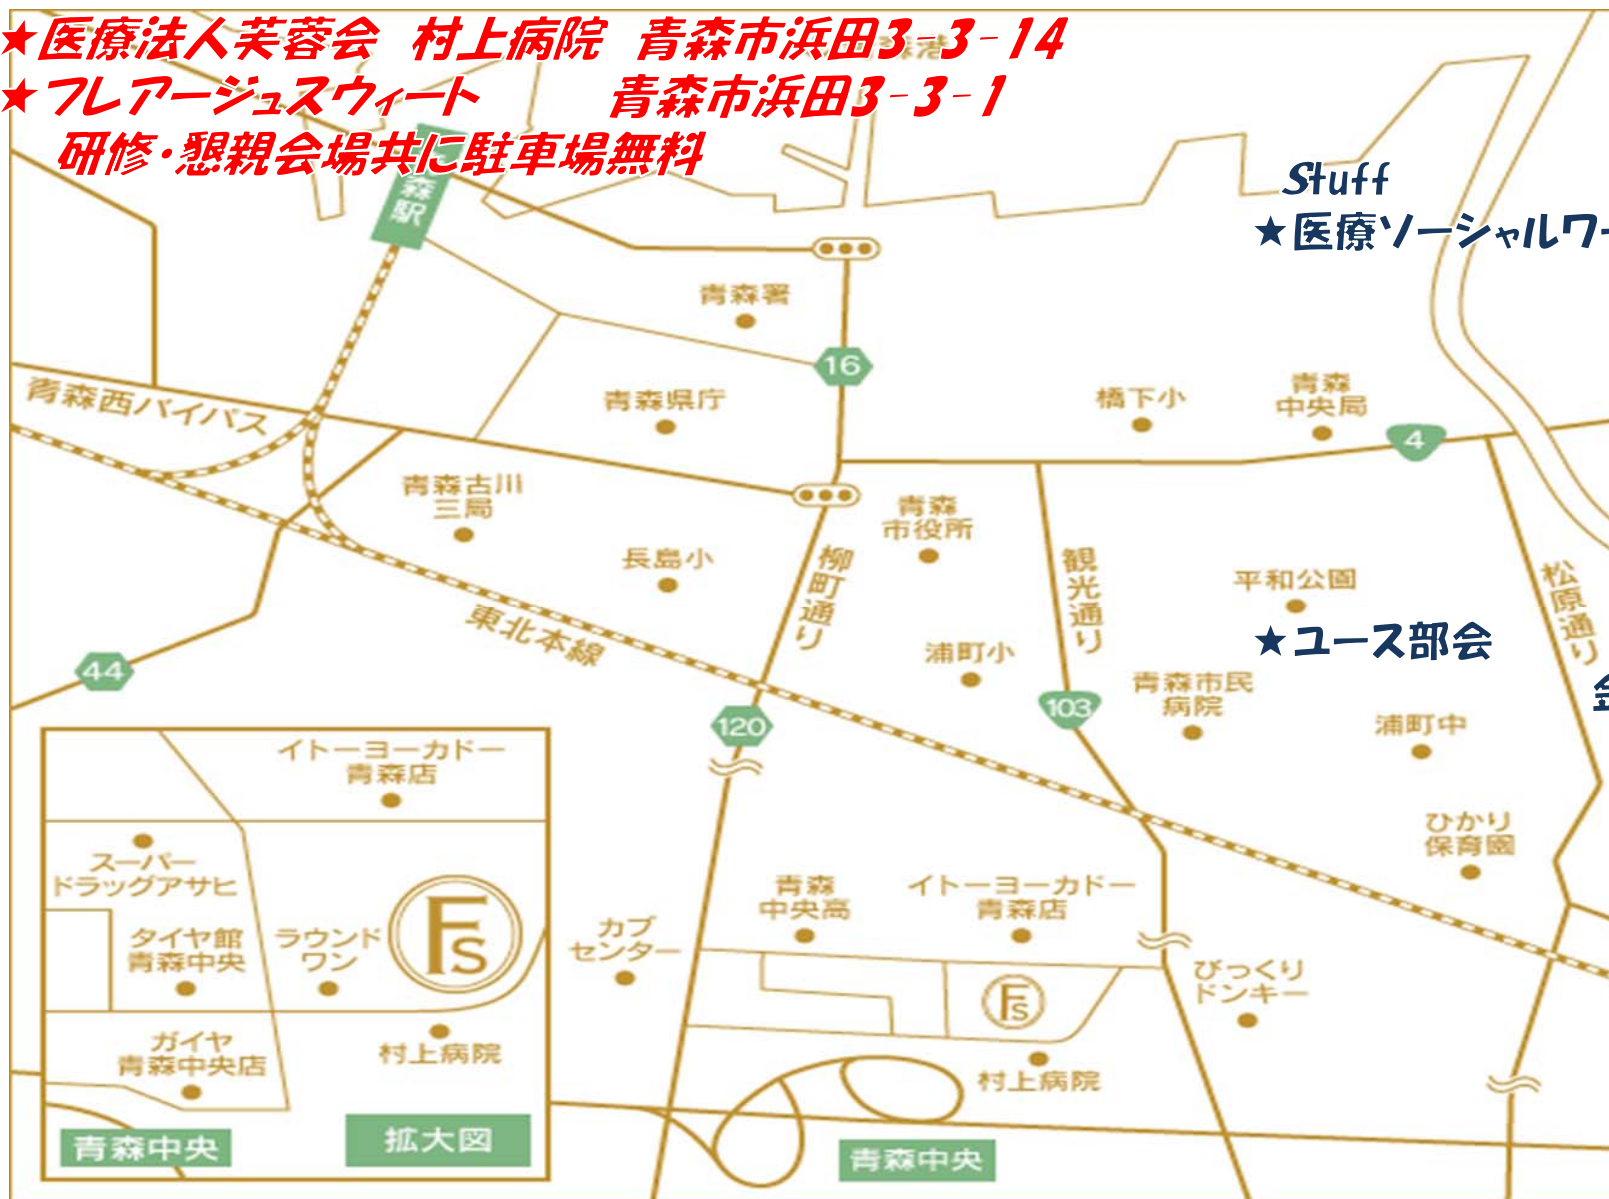 ★医療法人芙蓉会 村上病院 青森市浜田3-3-14
★フレアージュスウィート 青森市浜田3-3-1
研修・懇親会場共に駐車場無料
森駅
Stuff
★医療ソーシャルワー
青森署
16
青森西バイパス
青森県庁
橋下小
青森
中央局
4
青森古川
三局
青森
市役所
長島小
柳町通り
観光通り
平和公園
松原通り
東北本線
浦町小
★ユース部会
44
青森市民
病院
103
120
浦町中
イトーヨーカドー
青森店
スーパー
ドラッグアサヒ
ひかり
保育園
青森
中央高
イトーヨーカドー
青森店
タイヤ館
青森中央
ラウンド
ワン
Fs
カブ
センター
びっくり
ドンキー
Fs
ガイヤ
青森中央店
村上病院
村上病院
青森中央
拡大図
青森中央